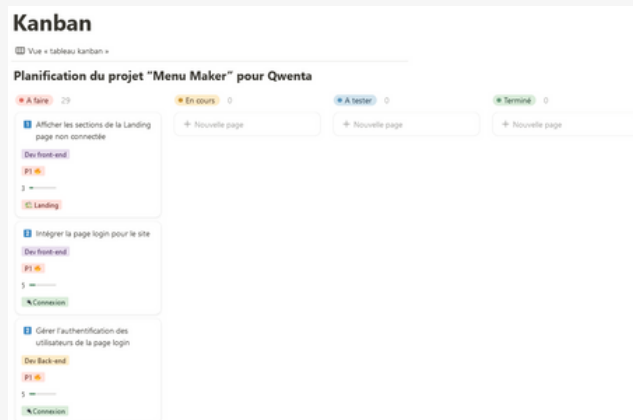 Kanban
Vue « tableau kanban »
Planification du projet "Menu Maker" pour Qwenta
A faire 29
En cours 0
A tester 0
Terminé 0
+ Nouvelle page
+ Nouvelle page
+ Nouvelle page
Afficher les sections de la Landing
page non connectée
Dev front-end
P1
3
Landing
Intégrer la page login pour le site
Dev front-end
P1
5
Connexion
Gérer l'authentification des
utilisateurs de la page login
Dev Back-end
P1
5
Connexion